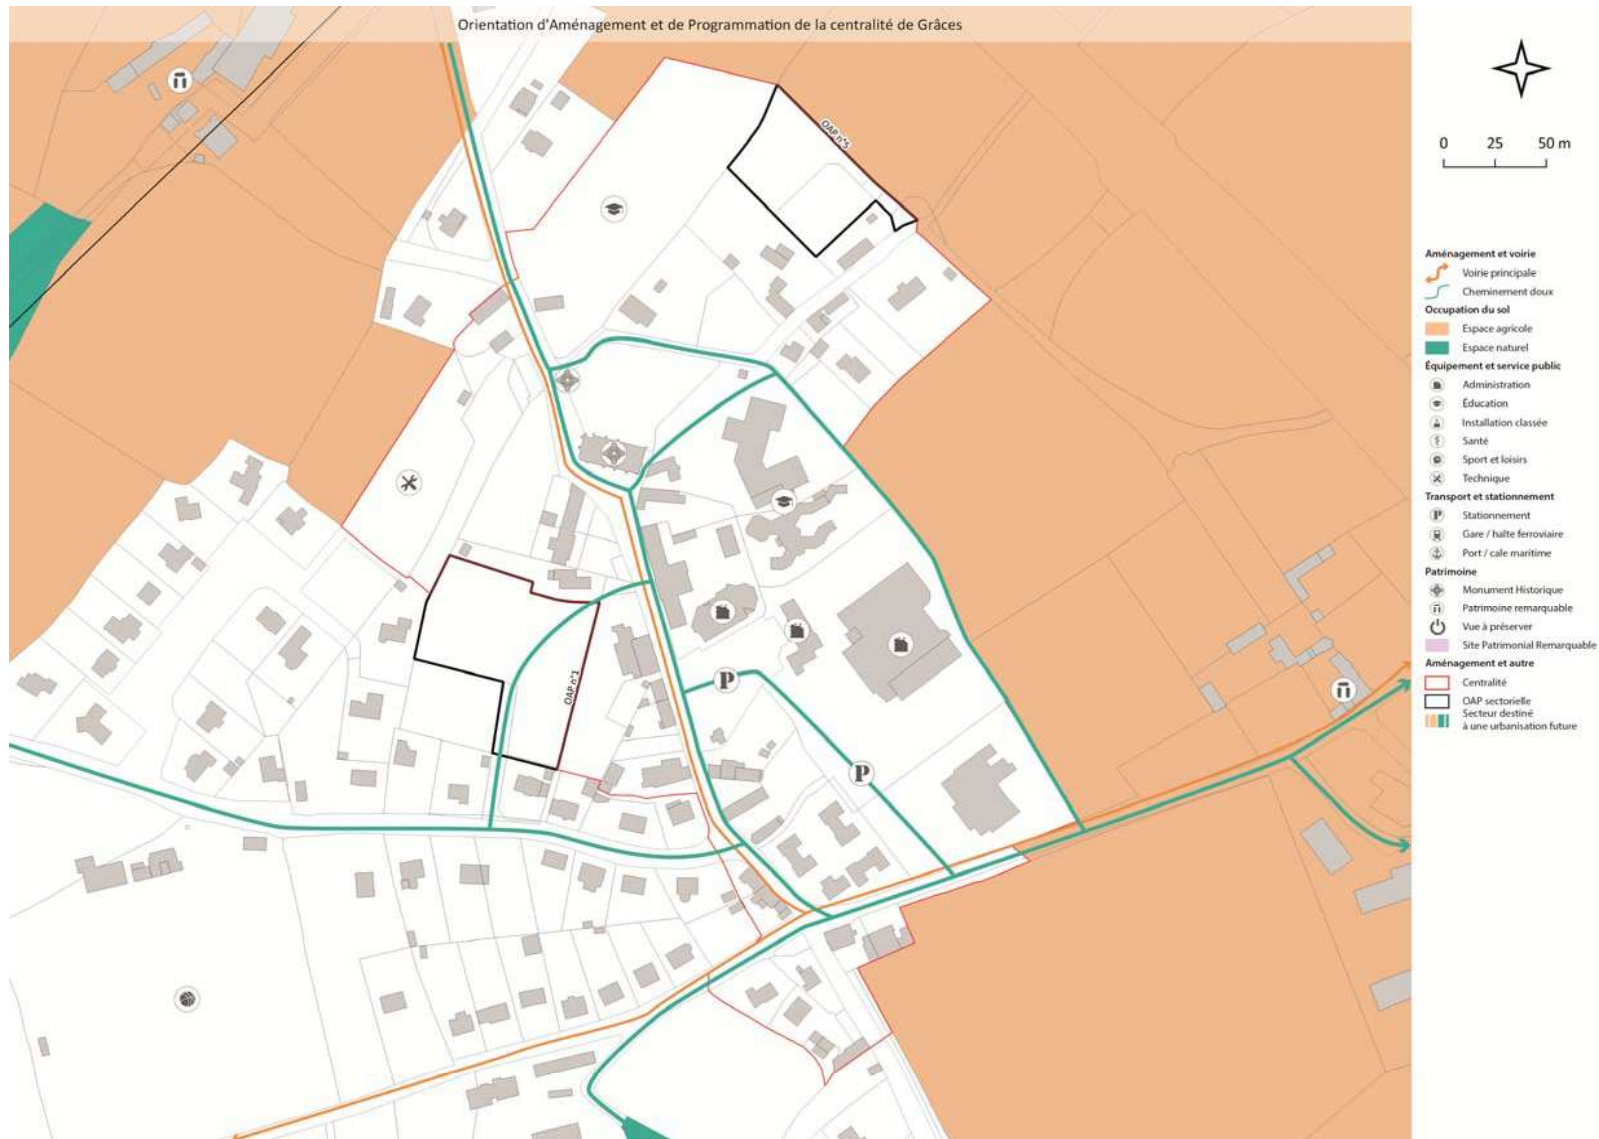 Orientation d'Aménagement et de Programmation de la centralité de Grâces
OAP n°5
OAP n°1
P
P
0 25 50 m
Aménagement et voirie
Voirie principale
Cheminement doux
Occupation du sol
Espace agricole
Espace naturel
Équipement et service public
Administration
Éducation
Installation classée
Santé
Sport et loisirs
Technique
Transport et stationnement
P Stationnement
Gare / halte ferroviaire
Port / cale maritime
Patrimoine
Monument Historique
Patrimoine remarquable
Vue à préserver
Site Patrimonial Remarquable
Aménagement et autre
Centralité
OAP sectorielle
Secteur destiné
à une urbanisation future